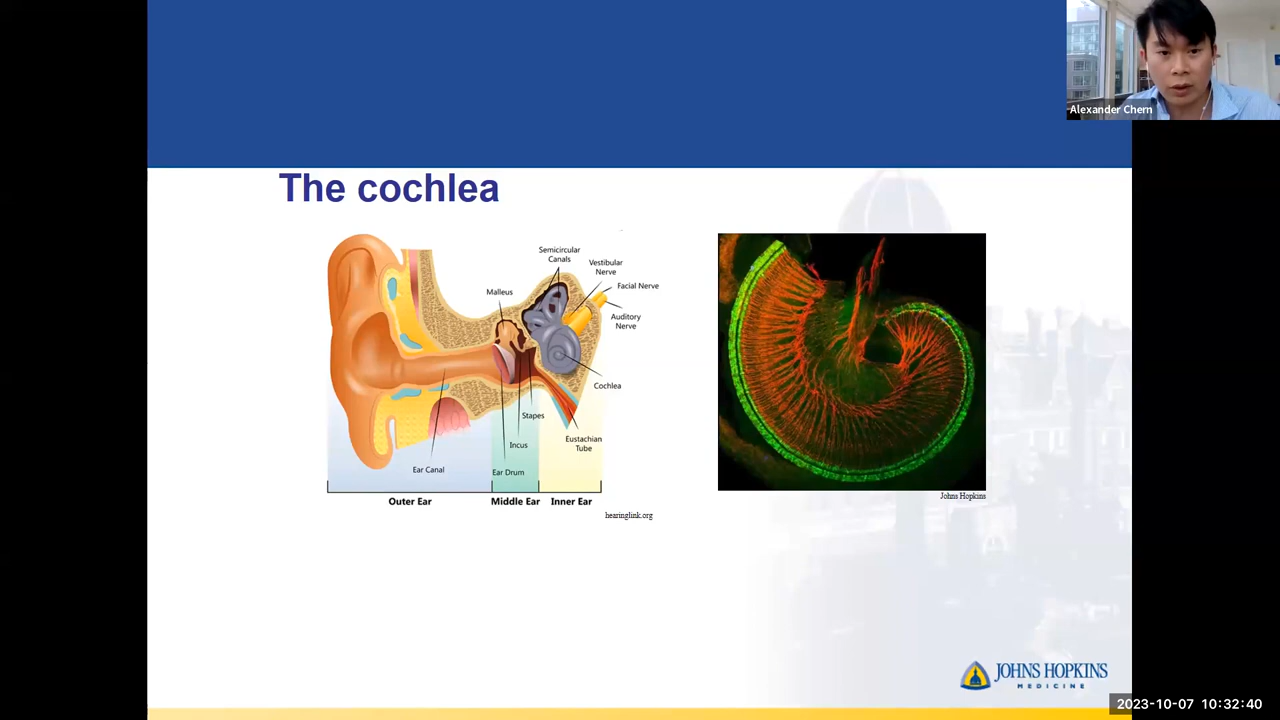 Alexander Chern
The cochlea
Semicircular
Canals
Vestibular
Nerve
Malleus
Facial Nerve
Auditory
Nerve
Cochlea
Stapes
Incus
Eustachian
Tube
Ear Canal
Ear Drum
Outer Ear
Middle Ear
Inner Ear
hearinglink.org
Johns Hopkins
JOHNS HOPKINS
MEDICINE
2023-10-07 10:32:40